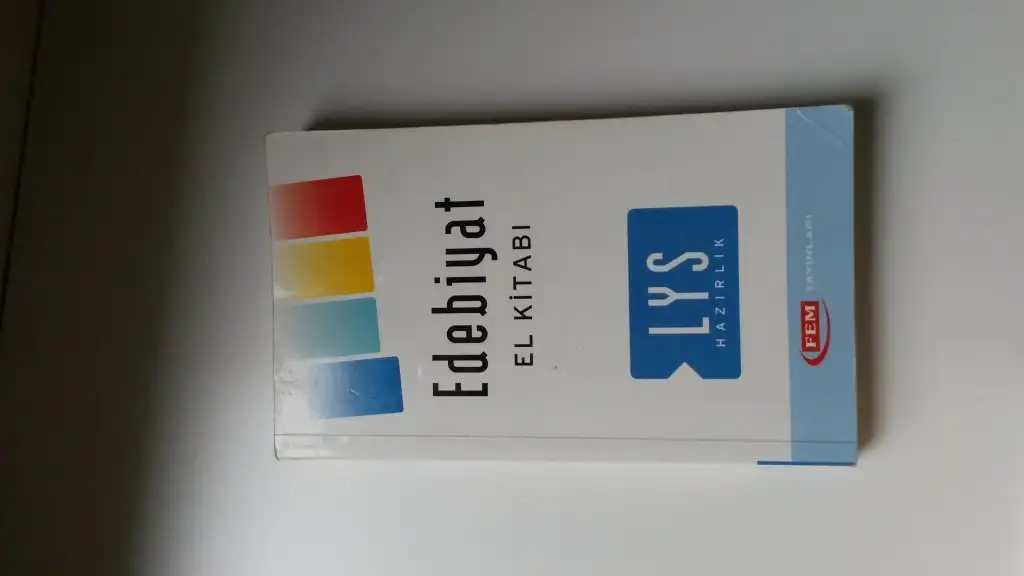 Edebiyat
EL KİTABI
LYS
HAZIRLIK
FEM YAYINLARI